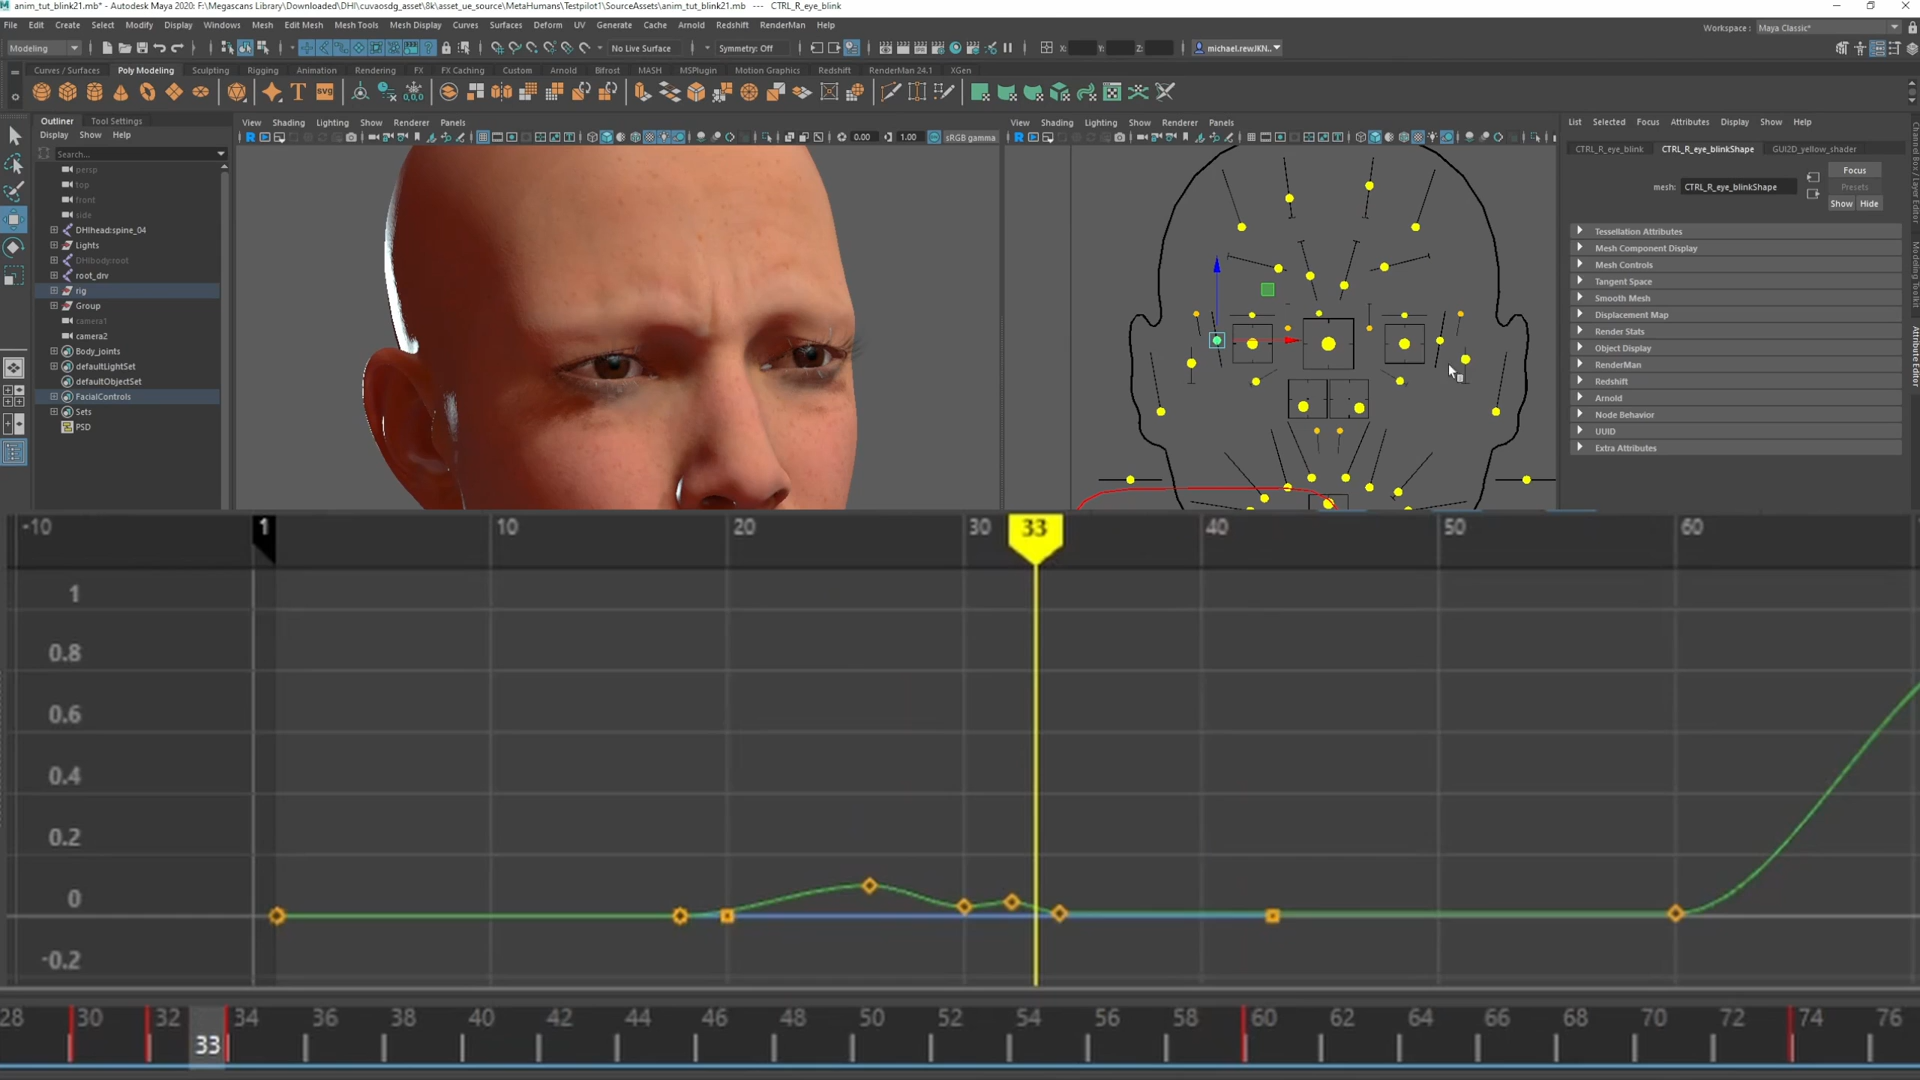 anim_tut_blink21.mb* - Autodesk Maya 2020: F:\Megascans Library\Downloaded\DHI\cuvaosdg_asset\8k\asset_ue_source\MetaHumans\Testpilot1\SourceAssets\anim_tut_blink21.mb --- CTRL_R_eye_blink
File Edit Create Select Modify Display Windows Mesh Edit Mesh Mesh Tools Mesh Display Curves Surfaces Deform UV Generate Cache Arnold Redshift RenderMan Help
Workspace: Maya Classic*
Modeling No Live Surface Symmetry: Off X: Y: Z: michael.rewJKN..
Curves / Surfaces Poly Modeling Sculpting Rigging Animation Rendering FX FX Caching Custom Arnold Bifrost MASH MSPlugin Motion Graphics Redshift RenderMan 24.1 XGen
Outliner Tool Settings
Display Show Help
Search...
persp
top
front
side
DHIhead:spine_04
Lights
DHIbody:root
root_drv
rig
Group
camera1
camera2
Body_joints
defaultLightSet
defaultObjectSet
FacialControls
Sets
PSD
View Shading Lighting Show Renderer Panels
0.00 1.00 sRGB gamma
View Shading Lighting Show Renderer Panels
List Selected Focus Attributes Display Show Help
CTRL_R_eye_blink CTRL_R_eye_blinkShape GUI2D_yellow_shader
Focus
mesh: CTRL_R_eye_blinkShape Presets
Show Hide
Tessellation Attributes
Mesh Component Display
Mesh Controls
Tangent Space
Smooth Mesh
Displacement Map
Render Stats
Object Display
RenderMan
Redshift
Arnold
Node Behavior
UUID
Extra Attributes
Channel Box / Layer Editor
Modeling Toolkit
Attribute Editor
-10 1 10 20 30 33 40 50 60
1
0.8
0.6
0.4
0.2
0
-0.2
28 30 32 34 36 38 40 42 44 46 48 50 52 54 56 58 60 62 64 66 68 70 72 74 76
33